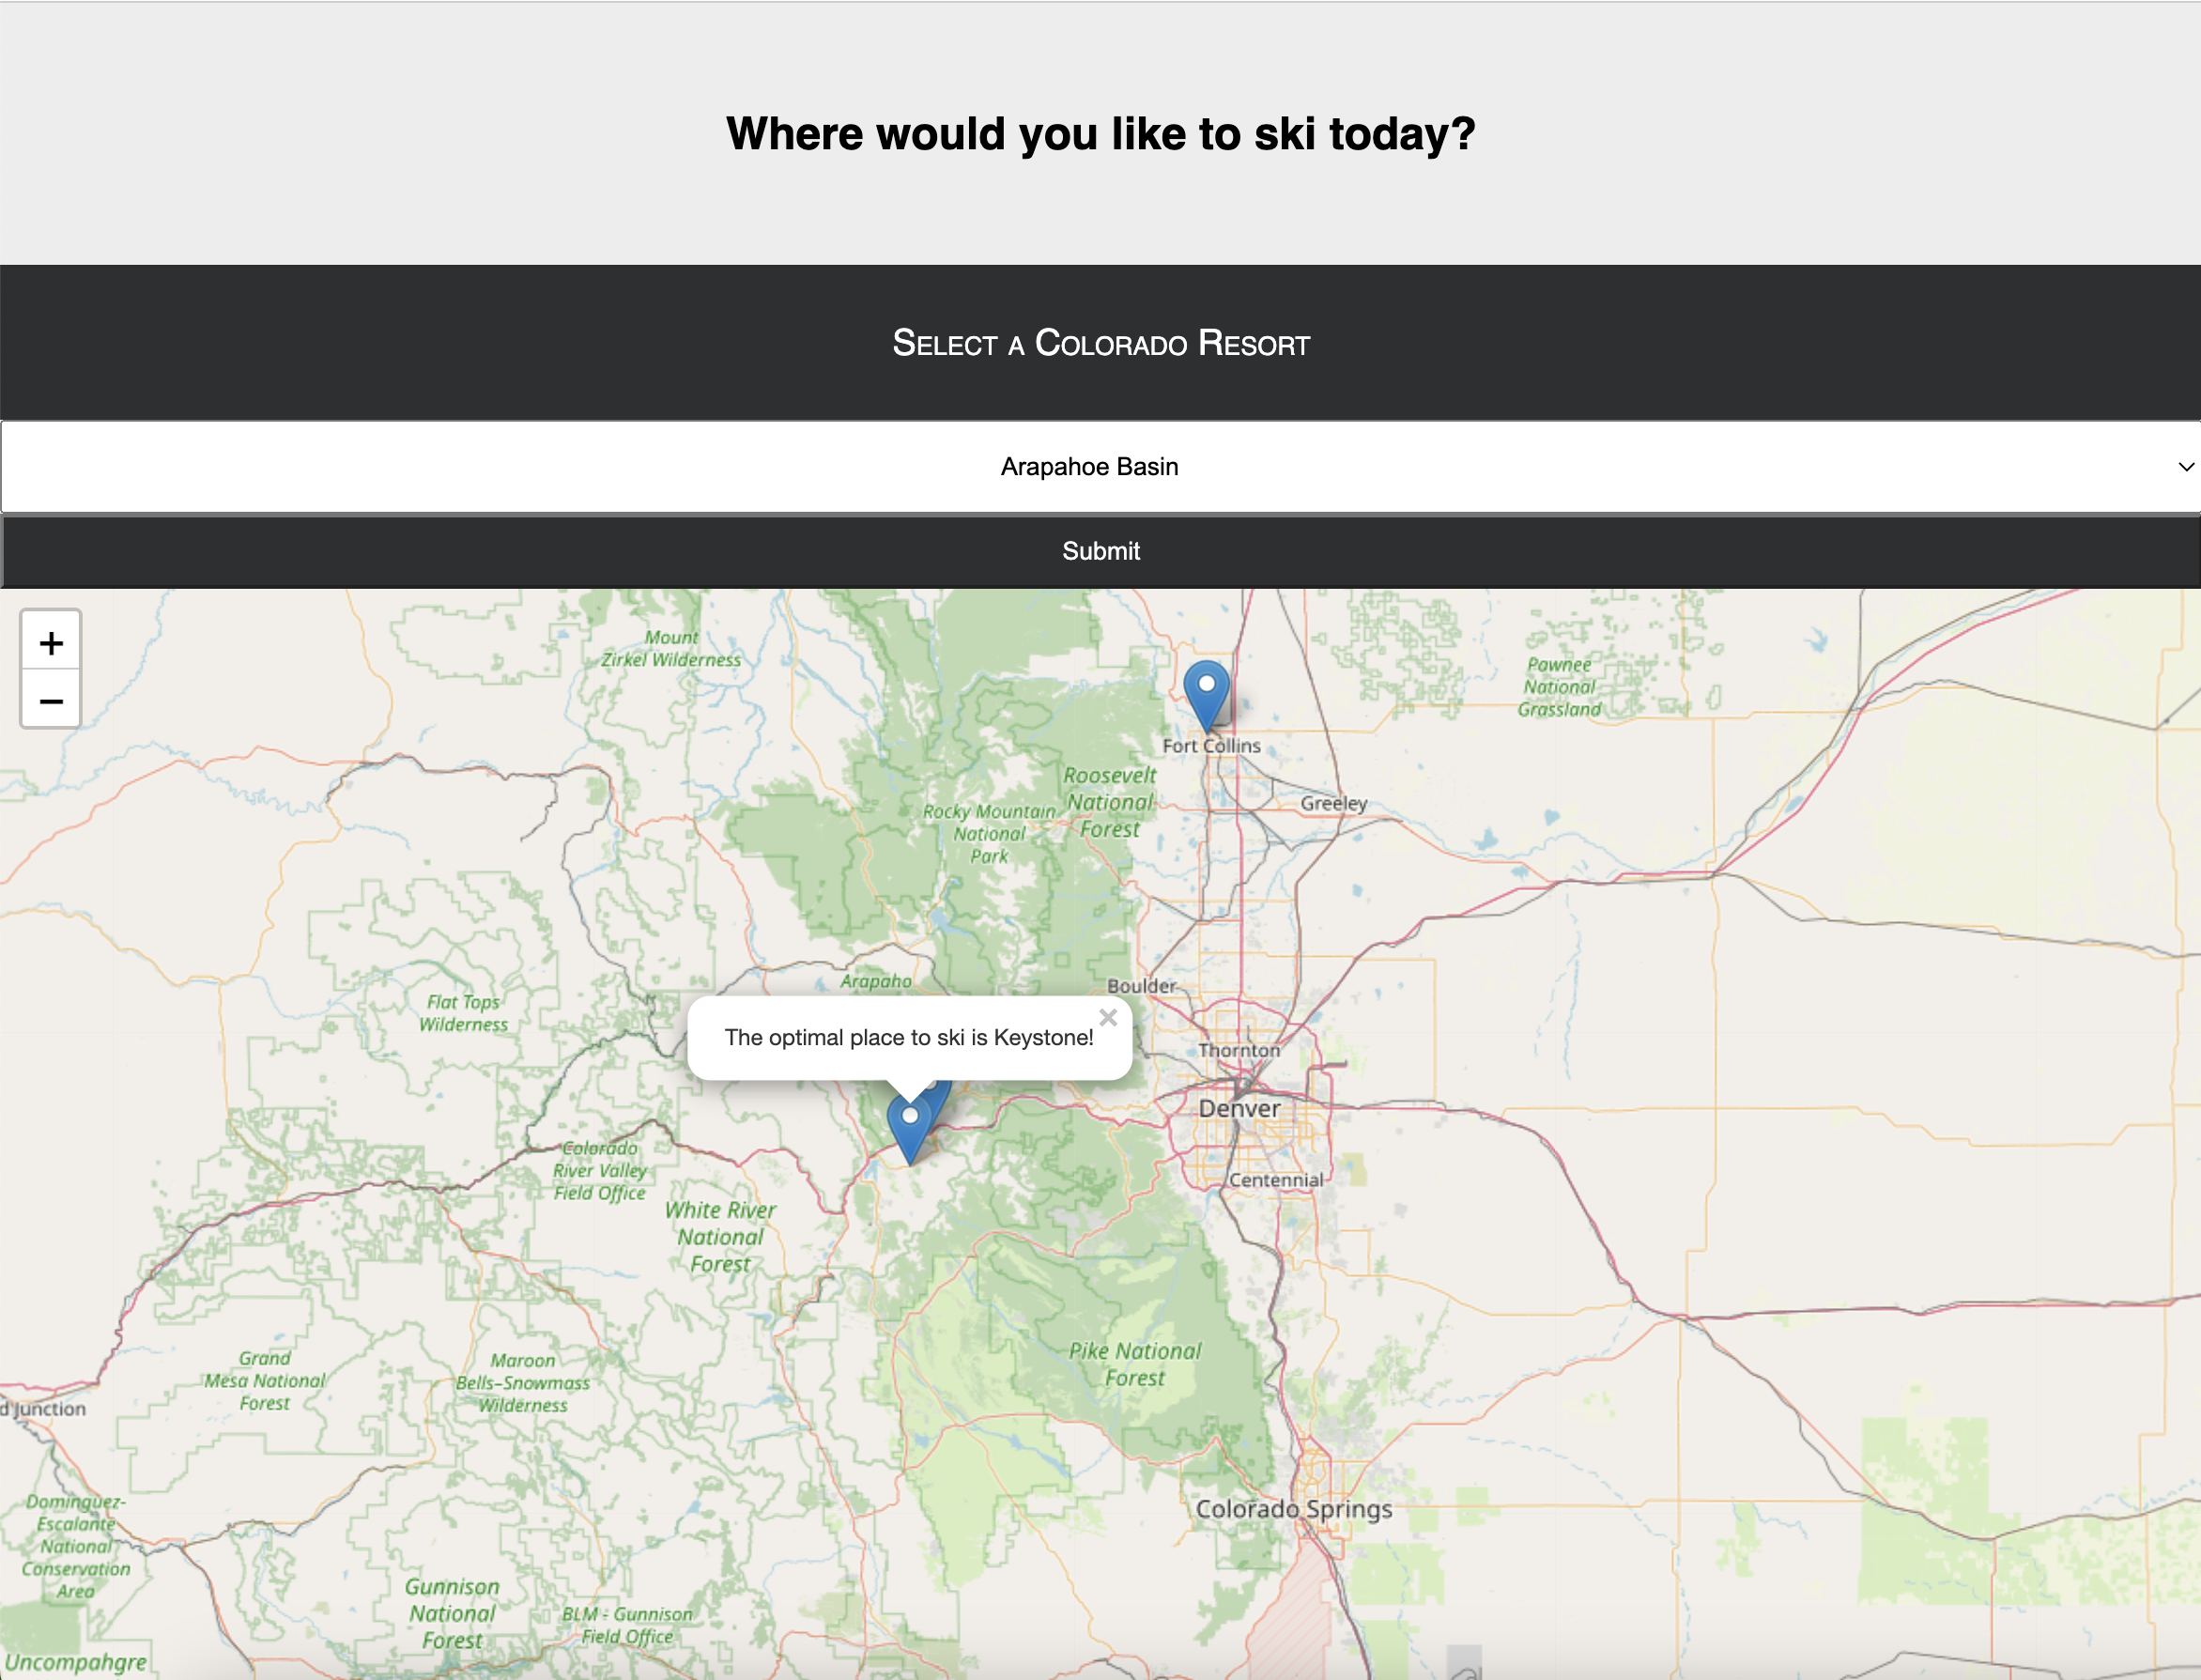 Where would you like to ski today?
Select a Colorado Resort
Arapahoe Basin
Submit
+
−
Mount
Zirkel Wilderness
Pawnee
National
Grassland
Fort Collins
Roosevelt
National
Forest
Rocky Mountain
National
Park
Greeley
Arapaho
Boulder
Flat Tops
Wilderness
The optimal place to ski is Keystone!
×
Thornton
Denver
Colorado
River Valley
Field Office
Centennial
White River
National
Forest
Grand
Mesa National
Forest
Maroon
Bells–Snowmass
Wilderness
Pike National
Forest
d Junction
Dominguez-
Escalante
National
Conservation
Area
Colorado Springs
Gunnison
National
Forest
BLM - Gunnison
Field Office
Uncompahgre